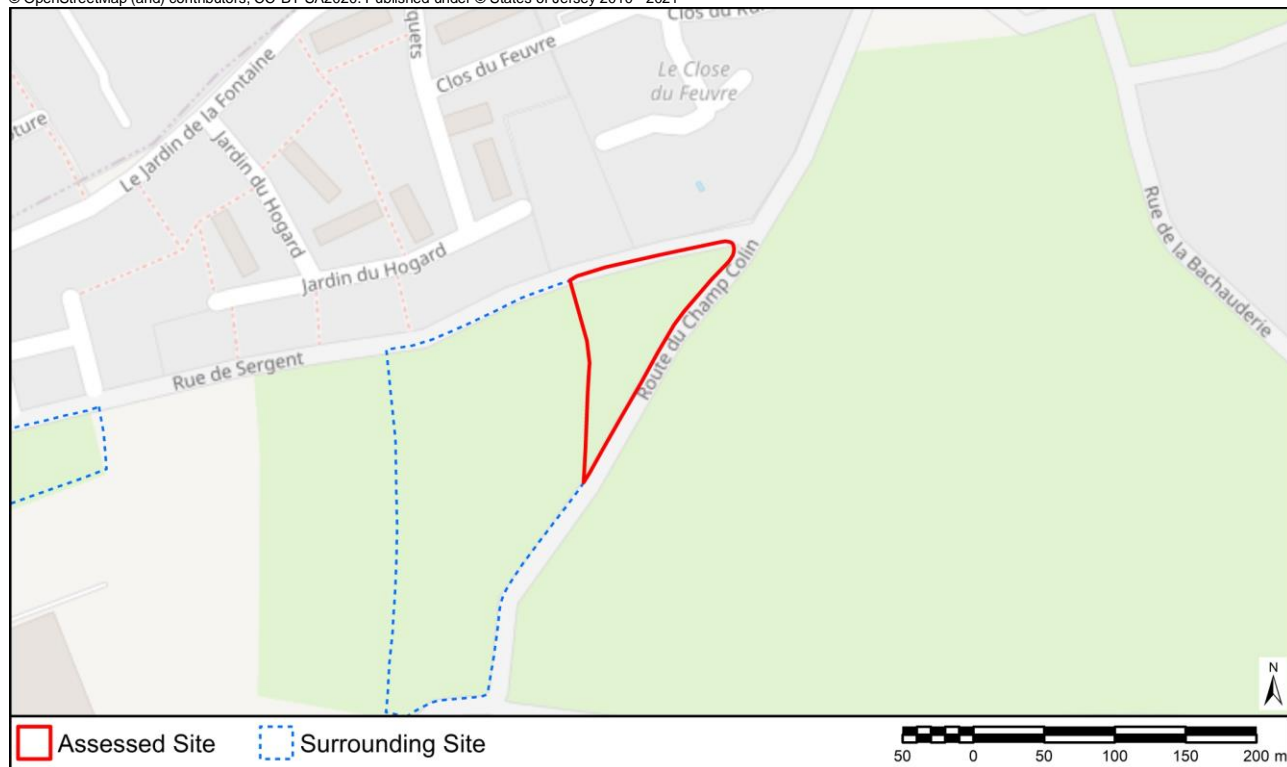 Clos du Feuvre
Le Close
du Feuvre
Le Jardin de la Fontaine
Jardin du Hogard
Jardin du Hogard
Rue de Sergent
Route du Champ Colin
Rue de la Bachauderie
N
Assessed Site
Surrounding Site
50 0 50 100 150 200 m